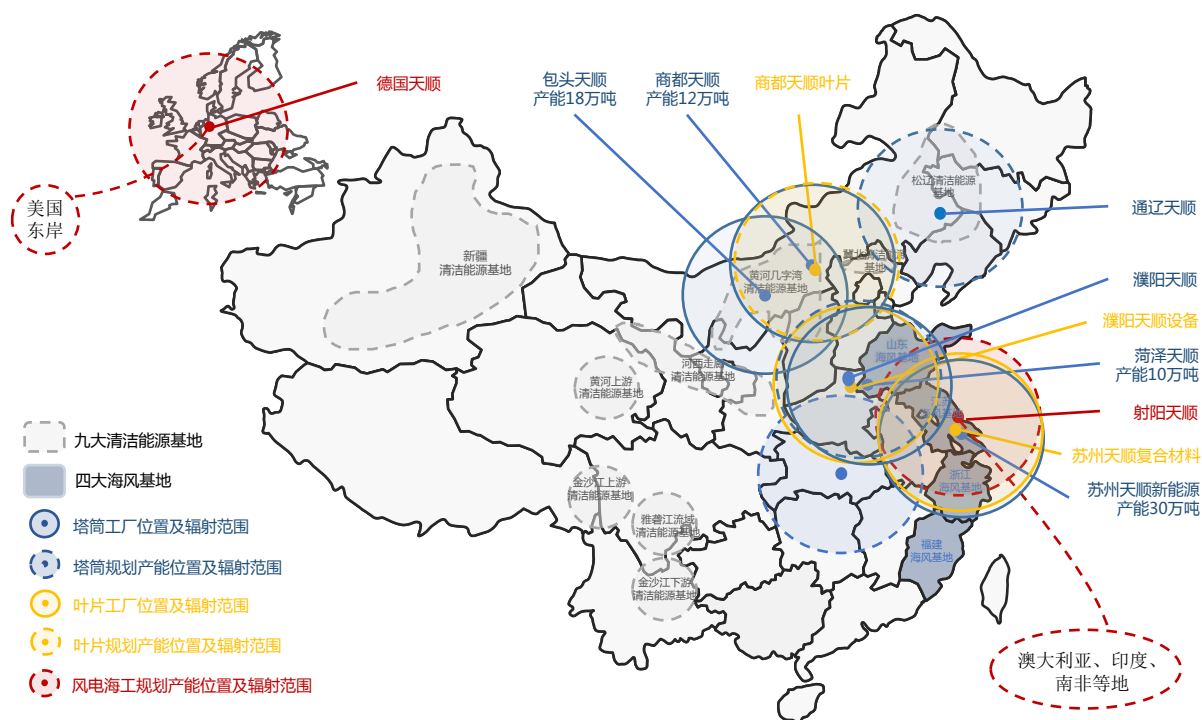 德国天顺
美国
东岸
包头天顺
产能18万吨
商都天顺
产能12万吨
商都天顺叶片
松辽清洁能源
基地
通辽天顺
新疆
清洁能源基地
黄河几字湾
清洁能源基地
冀北清洁能源
基地
濮阳天顺
濮阳天顺设备
山东
海风基地
菏泽天顺
产能10万吨
河西走廊
清洁能源基地
黄河上游
清洁能源基地
射阳天顺
苏州天顺复合材料
浙江
海风基地
苏州天顺新能源
产能30万吨
金沙江上游
清洁能源基地
雅砻江流域
清洁能源基地
福建
海风基地
金沙江下游
清洁能源基地
九大清洁能源基地
四大海风基地
塔筒工厂位置及辐射范围
塔筒规划产能位置及辐射范围
叶片工厂位置及辐射范围
叶片规划产能位置及辐射范围
风电海工规划产能位置及辐射范围
澳大利亚、印度、
南非等地